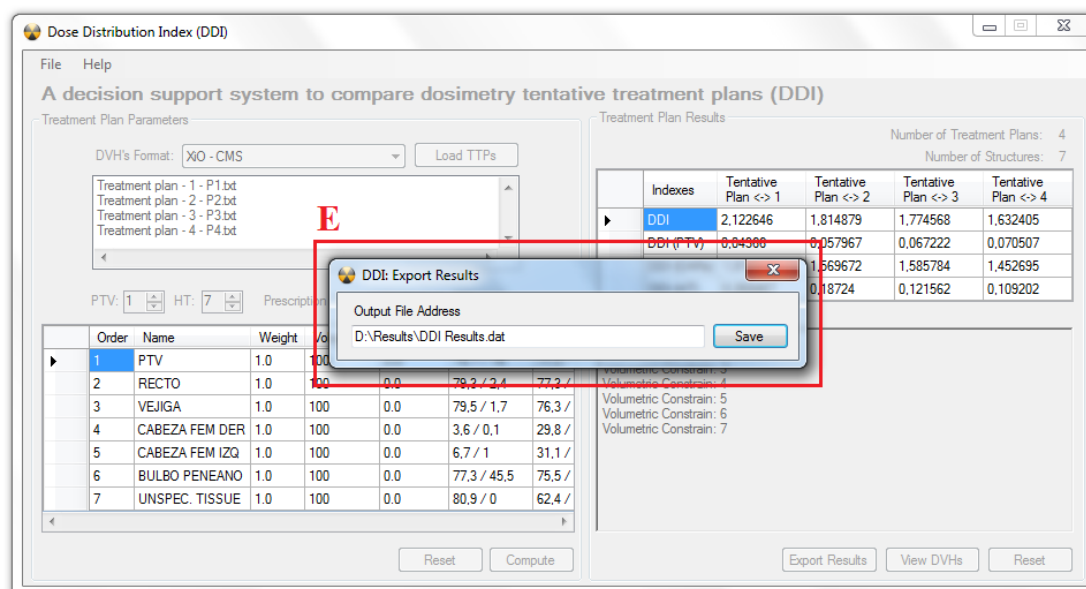 Dose Distribution Index (DDI)
File Help
A decision support system to compare dosimetry tentative treatment plans (DDI)
Treatment Plan Parameters
DVH's Format: XiO - CMS Load TTPs
Treatment plan - 1 - P1.txt
Treatment plan - 2 - P2.txt
Treatment plan - 3 - P3.txt
Treatment plan - 4 - P4.txt
E
PTV: 1 HT: 7 Prescription
Order Name Weight
1 PTV 1.0 100
2 RECTO 1.0 100 0.0 79,3 / 2,4 77,3 /
3 VEJIGA 1.0 100 0.0 79,5 / 1,7 76,3 /
4 CABEZA FEM DER 1.0 100 0.0 3,6 / 0,1 29,8 /
5 CABEZA FEM IZQ 1.0 100 0.0 6,7 / 1 31,1 /
6 BULBO PENEANO 1.0 100 0.0 77,3 / 45,5 75,5 /
7 UNSPEC. TISSUE 1.0 100 0.0 80,9 / 0 62,4 /
Reset Compute
Treatment Plan Results
Number of Treatment Plans: 4
Number of Structures: 7
Indexes Tentative Plan <-> 1 Tentative Plan <-> 2 Tentative Plan <-> 3 Tentative Plan <-> 4
DDI 2,122646 1,814879 1,774568 1,632405
DDI (PTV) 0,057967 0,067222 0,070507
1,569672 1,585784 1,452695
0,18724 0,121562 0,109202
DDI: Export Results
Output File Address
D:\Results\DDI Results.dat Save
Volumetric Constrain: 3
Volumetric Constrain: 4
Volumetric Constrain: 5
Volumetric Constrain: 6
Volumetric Constrain: 7
Export Results View DVHs Reset